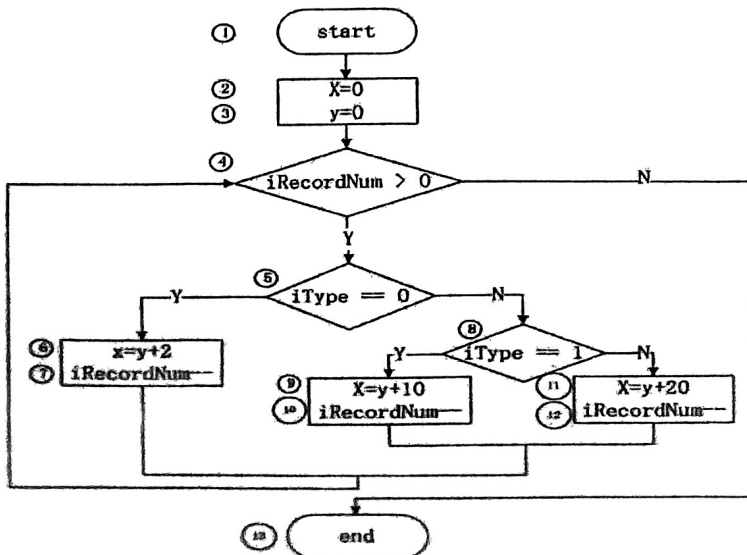 ① start
② X=0
③ y=0
④
iRecordNum > 0 N
Y
⑤
Y iType == 0 N
⑧
⑥ x=y+2
Y iType == 1 N
⑦ iRecordNum--
⑨ X=y+10
⑪ X=y+20
⑩ iRecordNum--
⑫ iRecordNum--
⑬ end